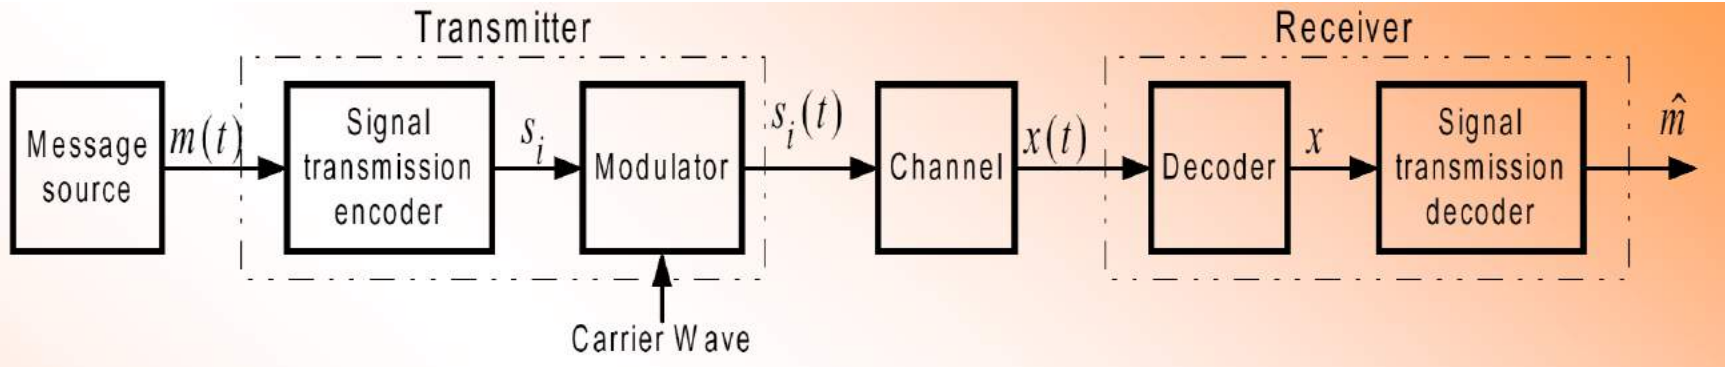 Transmitter
Receiver
Message
source
m(t)
Signal
transmission
encoder
s_i
Modulator
s_i(t)
Channel
x(t)
Decoder
x
Signal
transmission
decoder
m̂
Carrier Wave